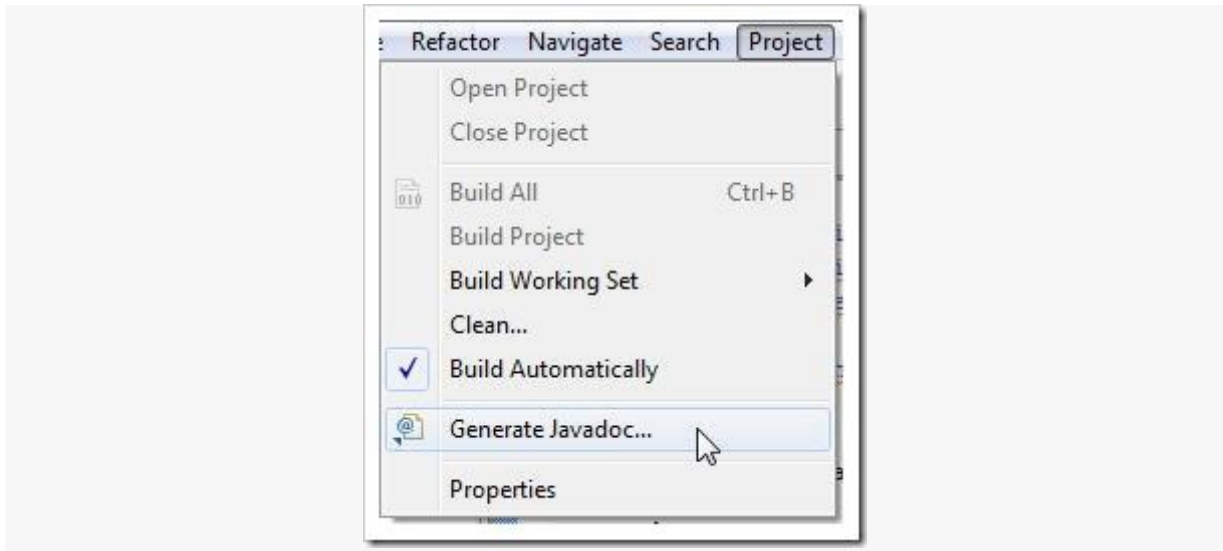 Refactor Navigate Search Project
Open Project
Close Project
010 Build All Ctrl+B
Build Project
Build Working Set
Clean...
Build Automatically
@ Generate Javadoc...
Properties